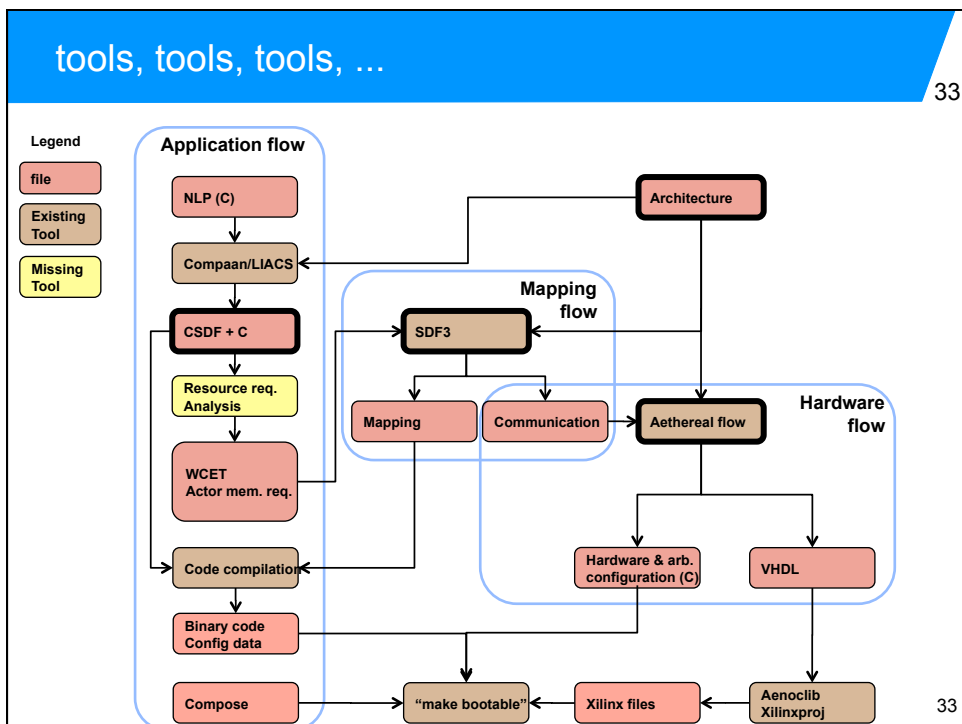 tools, tools, tools, ...
33
Legend
file
Existing
Tool
Missing
Tool
Application flow
NLP (C)
Compaan/LIACS
CSDF + C
Resource req.
Analysis
WCET
Actor mem. req.
Code compilation
Binary code
Config data
Compose
Mapping
flow
SDF3
Mapping
Communication
Architecture
Hardware
flow
Aethereal flow
Hardware & arb.
configuration (C)
VHDL
“make bootable”
Xilinx files
Aenoclib
Xilinxproj
33